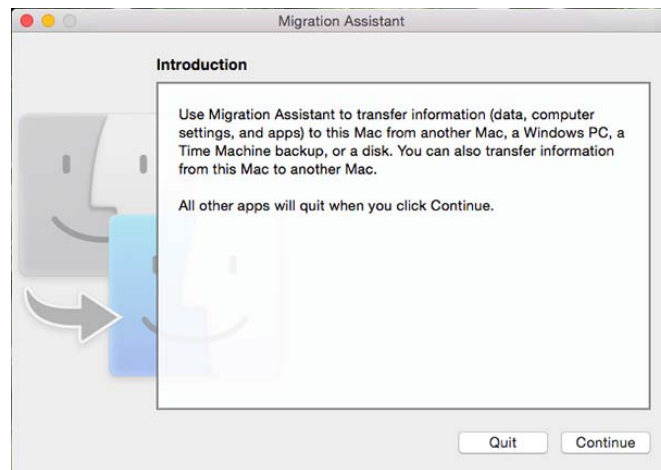 Migration Assistant
Introduction
Use Migration Assistant to transfer information (data, computer
settings, and apps) to this Mac from another Mac, a Windows PC, a
Time Machine backup, or a disk. You can also transfer information
from this Mac to another Mac.
All other apps will quit when you click Continue.
Quit
Continue